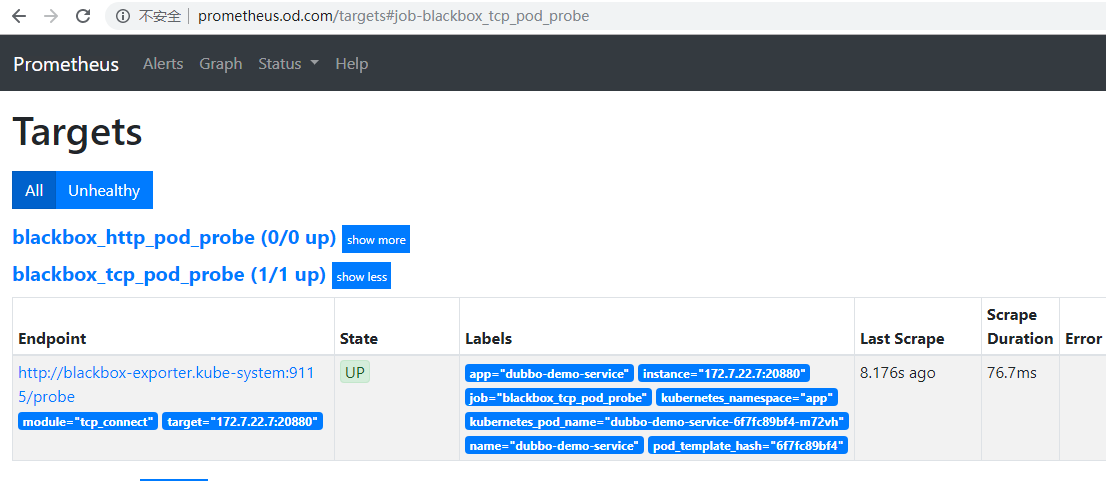 不安全 | prometheus.od.com/targets#job-blackbox_tcp_pod_probe
Prometheus Alerts Graph Status Help
Targets
All Unhealthy
blackbox_http_pod_probe (0/0 up) show more
blackbox_tcp_pod_probe (1/1 up) show less
Endpoint State Labels Last Scrape Scrape Duration Error
http://blackbox-exporter.kube-system:911
5/probe
module="tcp_connect" target="172.7.22.7:20880"
UP
app="dubbo-demo-service" instance="172.7.22.7:20880"
job="blackbox_tcp_pod_probe" kubernetes_namespace="app"
kubernetes_pod_name="dubbo-demo-service-6f7fc89bf4-m72vh"
name="dubbo-demo-service" pod_template_hash="6f7fc89bf4"
8.176s ago
76.7ms